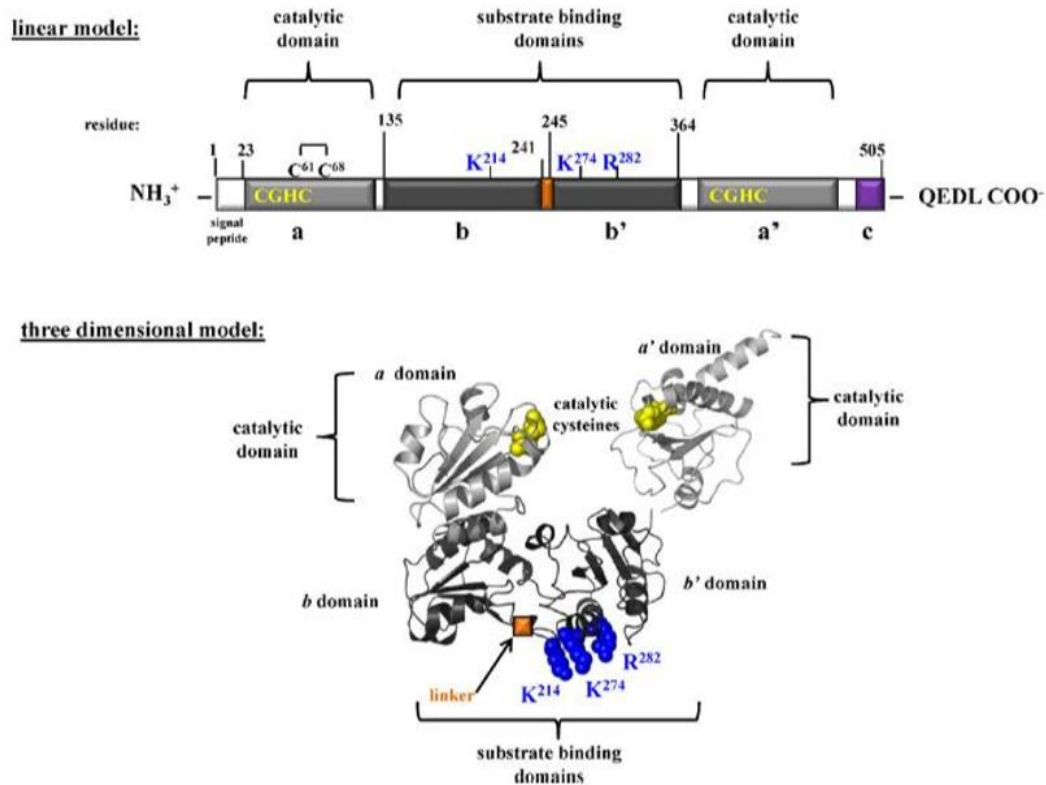 linear model:
catalytic
domain
substrate binding
domains
catalytic
domain
residue:
1 23 135 241 245 364 505
C61 C68 K214 K274 R282
NH3+ CGHC CGHC QEDL COO-
signal
peptide
a b b' a' c
three dimensional model:
a domain
a' domain
catalytic
domain
catalytic
cysteines
catalytic
domain
b domain
b' domain
linker
K214 K274 R282
substrate binding
domains